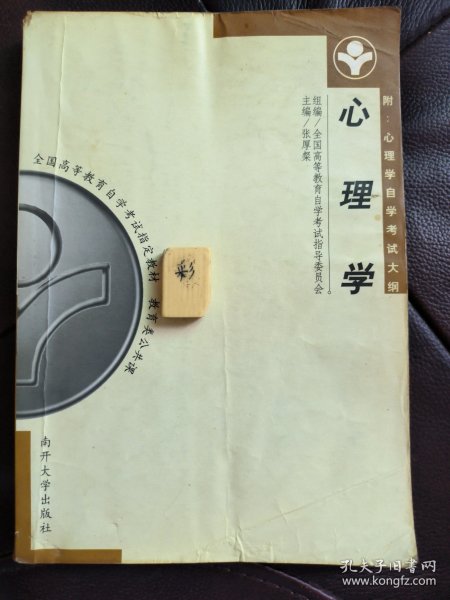 附:心理学自学考试大纲
心理学
组编/全国高等教育自学考试指导委员会
主编/张厚粲
全国高等教育自学考试指定教材 教育类公共课
彩
南开大学出版社
孔夫子旧书网
www.kongfz.com